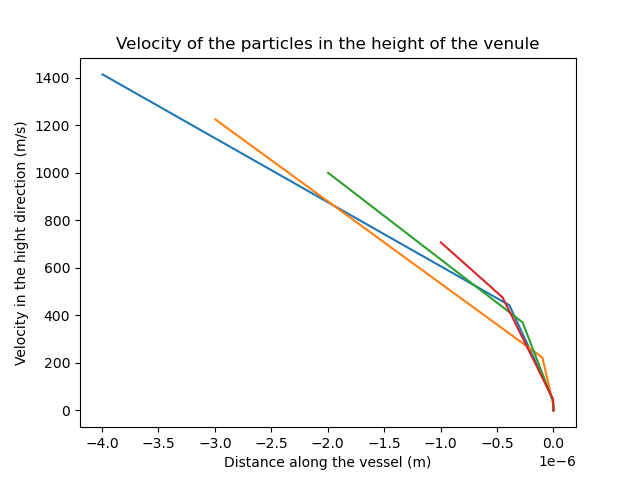 Velocity of the particles in the height of the venule
1400
1200
1000
800
600
400
200
0
Velocity in the hight direction (m/s)
−4.0 −3.5 −3.0 −2.5 −2.0 −1.5 −1.0 −0.5 0.0
1e−6
Distance along the vessel (m)